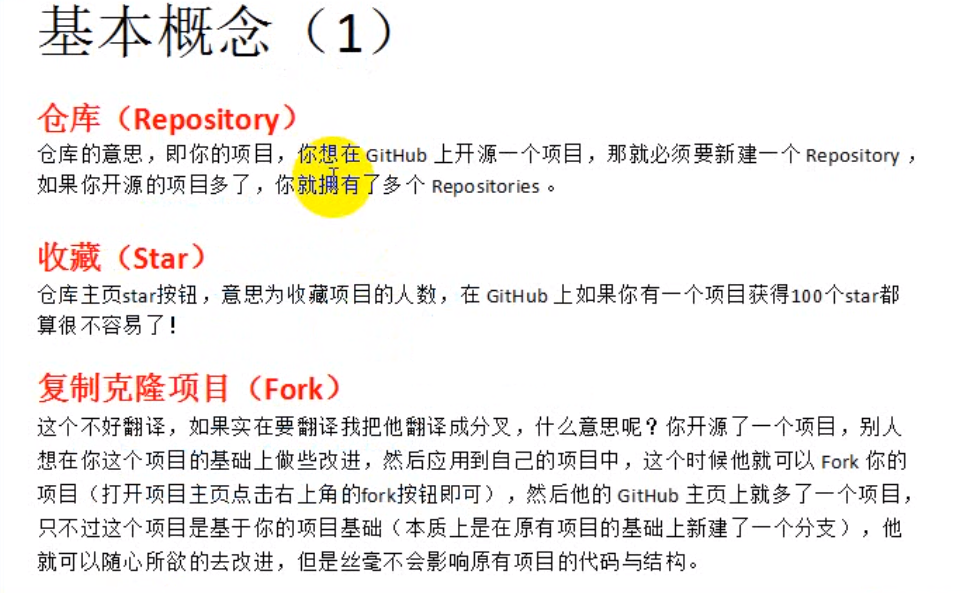 基本概念（1）
仓库（Repository）
仓库的意思，即你的项目，你想在 GitHub 上开源一个项目，那就必须要新建一个 Repository ，
如果你开源的项目多了，你就拥有了多个 Repositories 。
收藏（Star）
仓库主页star按钮，意思为收藏项目的人数，在 GitHub 上如果你有一个项目获得100个star都
算很不容易了！
复制克隆项目（Fork）
这个不好翻译，如果实在要翻译我把他翻译成分叉，什么意思呢？你开源了一个项目，别人
想在你这个项目的基础上做些改进，然后应用到自己的项目中，这个时候他就可以 Fork 你的
项目（打开项目主页点击右上角的fork按钮即可），然后他的 GitHub 主页上就多了一个项目，
只不过这个项目是基于你的项目基础（本质上是在原有项目的基础上新建了一个分支），他
就可以随心所欲的去改进，但是丝毫不会影响原有项目的代码与结构。